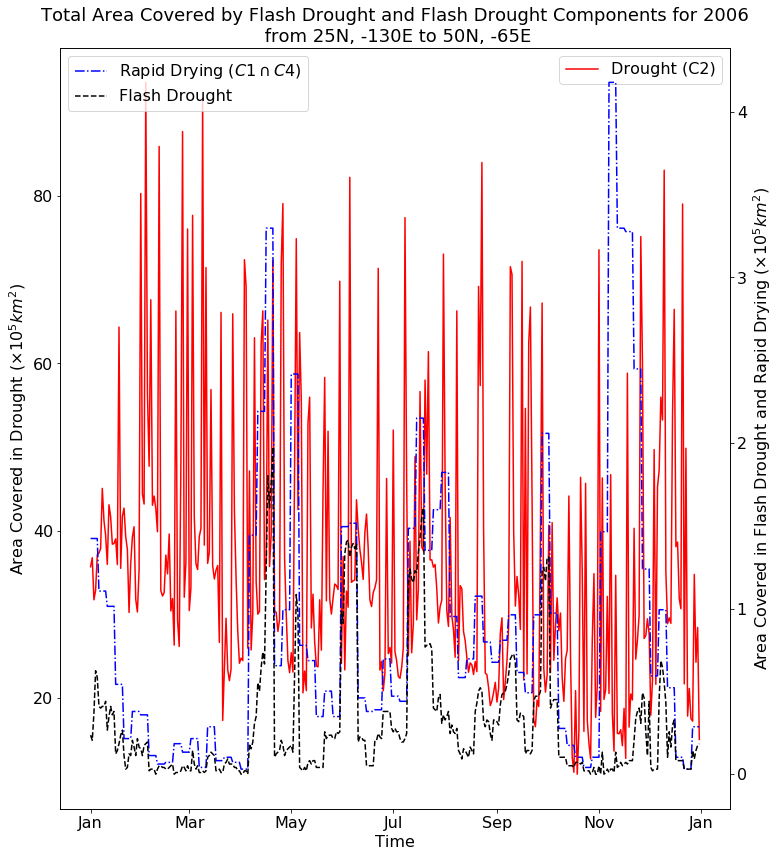 Total Area Covered by Flash Drought and Flash Drought Components for 2006
from 25N, -130E to 50N, -65E
Rapid Drying (C1 ∩ C4)
Flash Drought
Drought (C2)
Area Covered in Drought (×10⁵km²)
80
60
40
20
Area Covered in Flash Drought and Rapid Drying (×10⁵km²)
4
3
2
1
0
Jan Mar May Jul Sep Nov Jan
Time